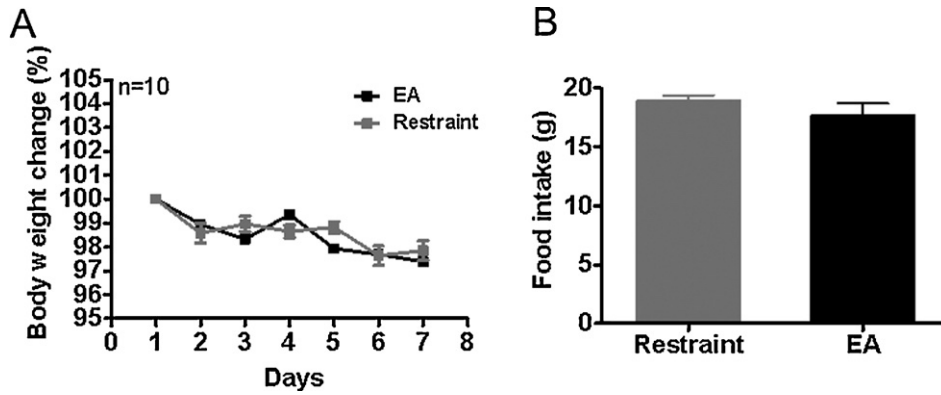 A
Body w eight change (%)
105
104
103
102
101
100
99
98
97
96
95
n=10
EA
Restraint
0 1 2 3 4 5 6 7 8
Days
B
Food intake (g)
20
15
10
5
0
Restraint EA